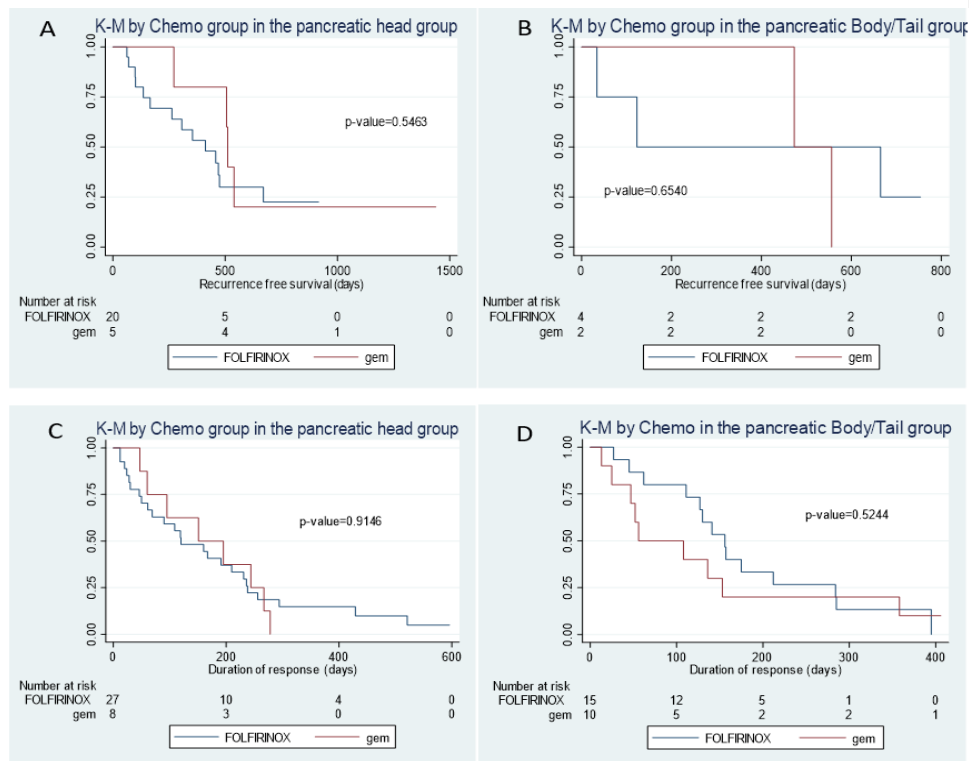 A
K-M by Chemo group in the pancreatic head group
1.00
0.75
0.50
0.25
0.00
p-value=0.5463
0 500 1000 1500
Recurrence free survival (days)
Number at risk
FOLFIRINOX 20 5 0 0
gem 5 4 1 0
FOLFIRINOX gem
B
K-M by Chemo group in the pancreatic Body/Tail group
1.00
0.75
0.50
0.25
0.00
p-value=0.6540
0 200 400 600 800
Recurrence free survival (days)
Number at risk
FOLFIRINOX 4 2 2 2 0
gem 2 2 2 0 0
FOLFIRINOX gem
C
K-M by Chemo group in the pancreatic head group
1.00
0.75
0.50
0.25
0.00
p-value=0.9146
0 200 400 600
Duration of response (days)
Number at risk
FOLFIRINOX 27 10 4 0
gem 8 3 0 0
FOLFIRINOX gem
D
K-M by Chemo in the pancreatic Body/Tail group
1.00
0.75
0.50
0.25
0.00
p-value=0.5244
0 100 200 300 400
Duration of response (days)
Number at risk
FOLFIRINOX 15 12 5 1 0
gem 10 5 2 2 1
FOLFIRINOX gem